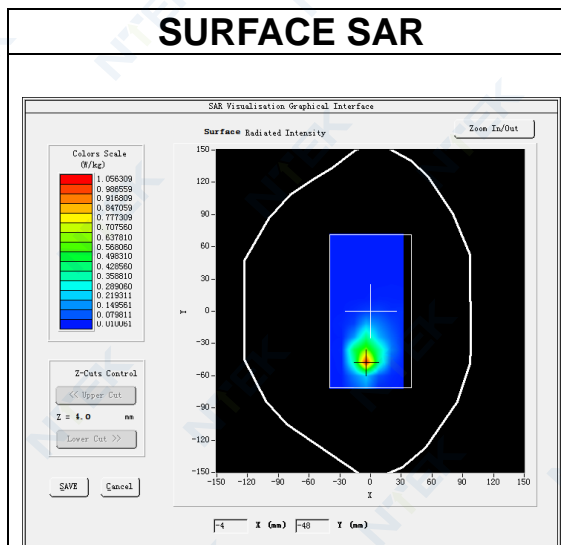 SURFACE SAR
SAR Visualisation Graphical Interface
Surface Radiated Intensity
Zoom In/Out
Colors Scale
(W/kg)
1.056309
0.986559
0.916809
0.847059
0.777309
0.707560
0.637810
0.568060
0.498310
0.428560
0.358810
0.289060
0.219311
0.149561
0.079811
0.010061
Z-Cuts Control
<< Upper Cut
Z = 4.0 mm
Lower Cut >>
SAVE Cancel
150
120
90
60
30
0
-30
-60
-90
-120
-150
Y
-150 -120 -90 -60 -30 0 30 60 90 120 150
X
-4 X (mm) -48 Y (mm)
NTEK